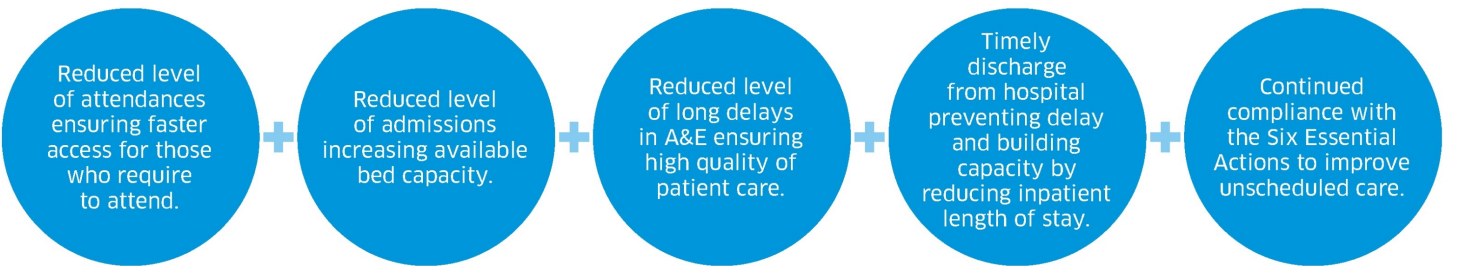 Reduced level
of attendances
ensuring faster
access for those
who require
to attend.
Reduced level
of admissions
increasing available
bed capacity.
Reduced level
of long delays
in A&E ensuring
high quality of
patient care.
Timely
discharge
from hospital
preventing delay
and building
capacity by
reducing inpatient
length of stay.
Continued
compliance with
the Six Essential
Actions to improve
unscheduled care.